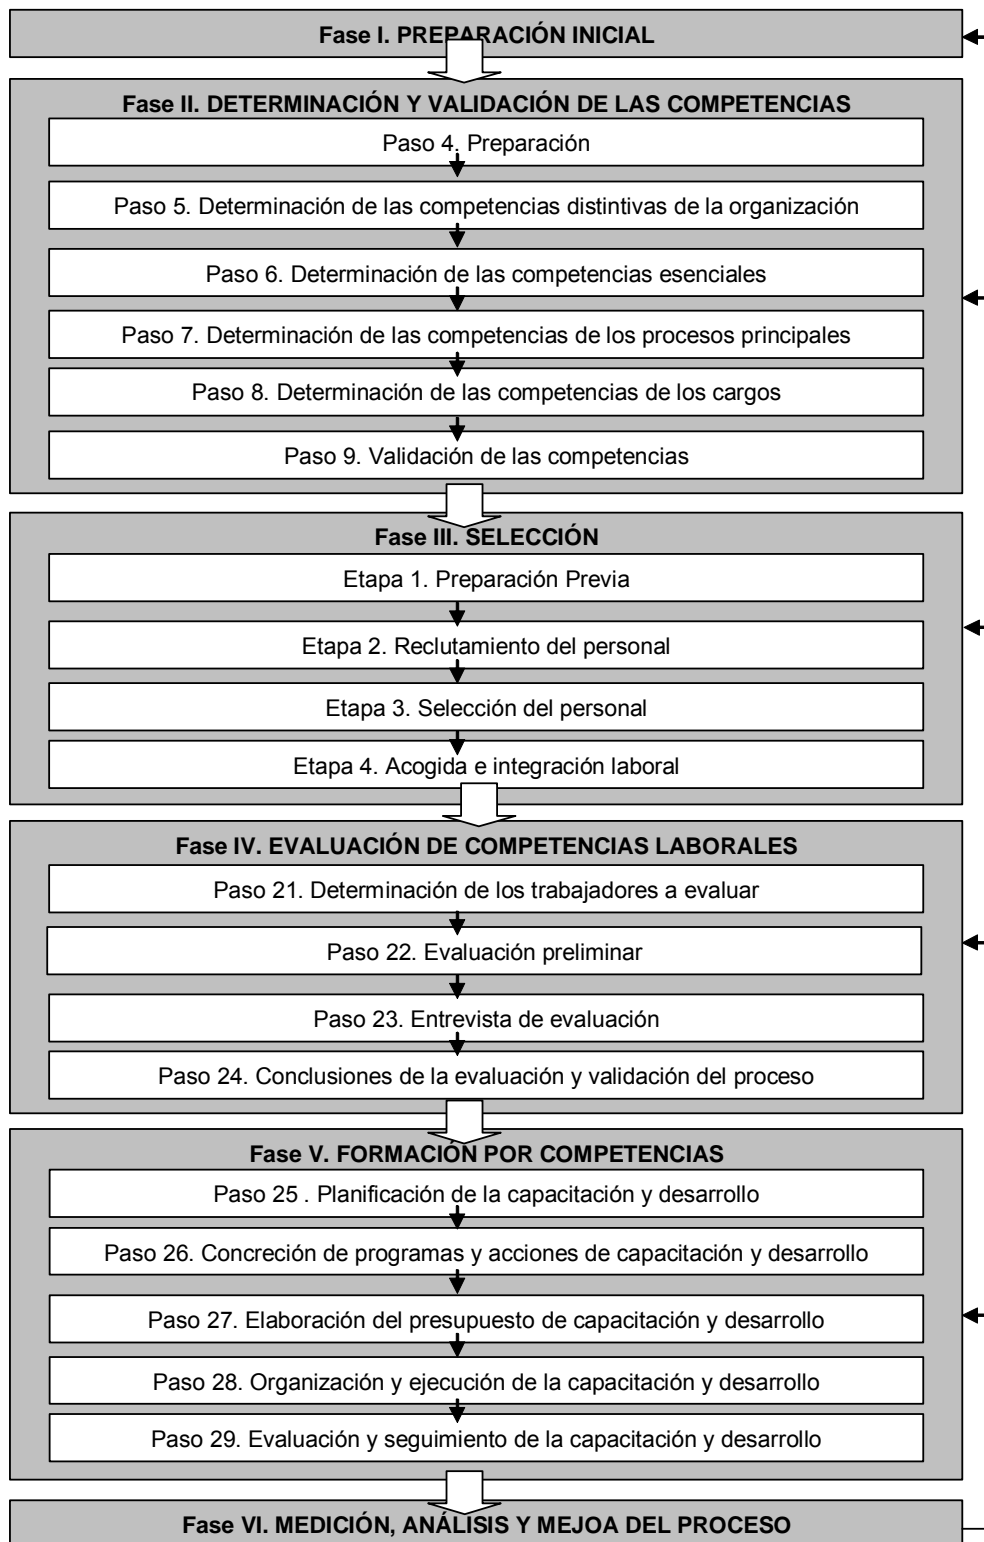 Fase I. PREPARACIÓN INICIAL
Fase II. DETERMINACIÓN Y VALIDACIÓN DE LAS COMPETENCIAS
Paso 4. Preparación
Paso 5. Determinación de las competencias distintivas de la organización
Paso 6. Determinación de las competencias esenciales
Paso 7. Determinación de las competencias de los procesos principales
Paso 8. Determinación de las competencias de los cargos
Paso 9. Validación de las competencias
Fase III. SELECCIÓN
Etapa 1. Preparación Previa
Etapa 2. Reclutamiento del personal
Etapa 3. Selección del personal
Etapa 4. Acogida e integración laboral
Fase IV. EVALUACIÓN DE COMPETENCIAS LABORALES
Paso 21. Determinación de los trabajadores a evaluar
Paso 22. Evaluación preliminar
Paso 23. Entrevista de evaluación
Paso 24. Conclusiones de la evaluación y validación del proceso
Fase V. FORMACIÓN POR COMPETENCIAS
Paso 25 . Planificación de la capacitación y desarrollo
Paso 26. Concreción de programas y acciones de capacitación y desarrollo
Paso 27. Elaboración del presupuesto de capacitación y desarrollo
Paso 28. Organización y ejecución de la capacitación y desarrollo
Paso 29. Evaluación y seguimiento de la capacitación y desarrollo
Fase VI. MEDICIÓN, ANÁLISIS Y MEJOA DEL PROCESO